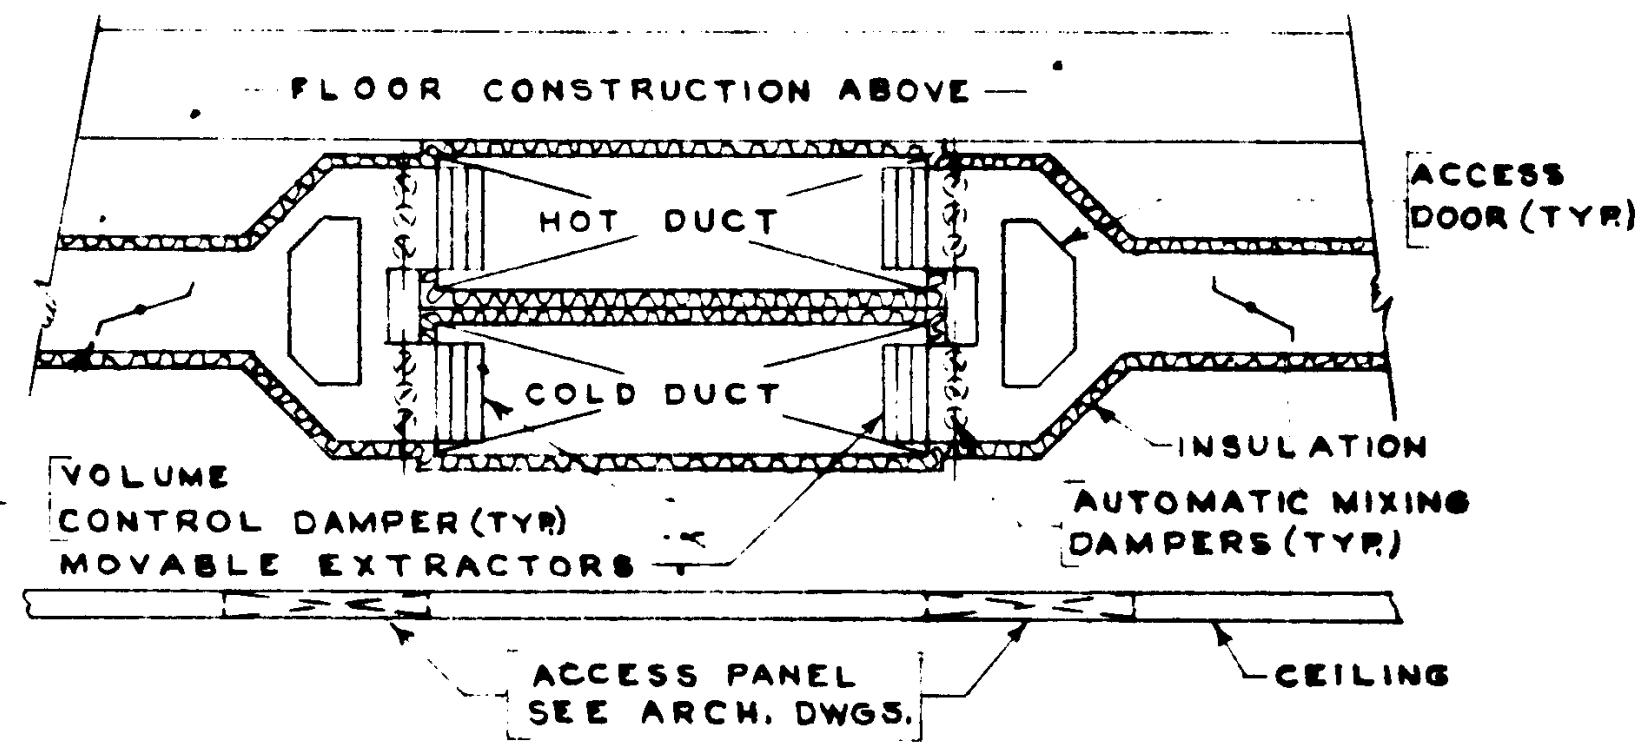 FLOOR CONSTRUCTION ABOVE
ACCESS
DOOR (TYP.)
HOT DUCT
COLD DUCT
INSULATION
VOLUME
CONTROL DAMPER (TYP.)
MOVABLE EXTRACTORS
AUTOMATIC MIXING
DAMPERS (TYP.)
ACCESS PANEL
SEE ARCH. DWGS.
CEILING